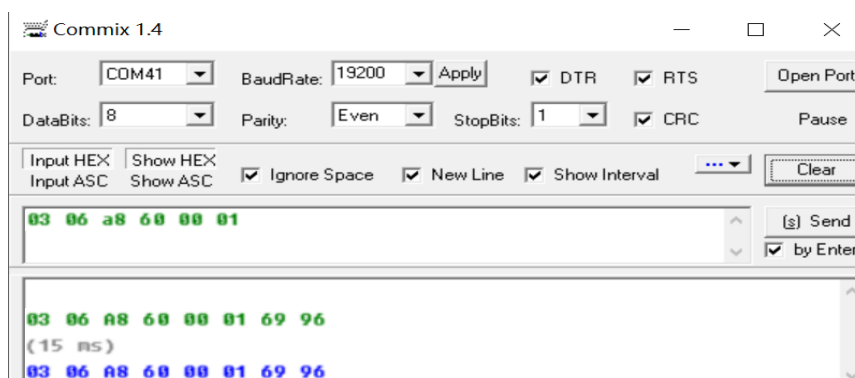 Commix 1.4
Port: COM41 BaudRate: 19200 Apply DTR RTS Open Port
DataBits: 8 Parity: Even StopBits: 1 CRC Pause
Input HEX Show HEX
Input ASC Show ASC Ignore Space New Line Show Interval ... Clear
03 06 a8 60 00 01 (s) Send
by Enter
03 06 A8 60 00 01 69 96
(15 ms)
03 06 A8 60 00 01 69 96